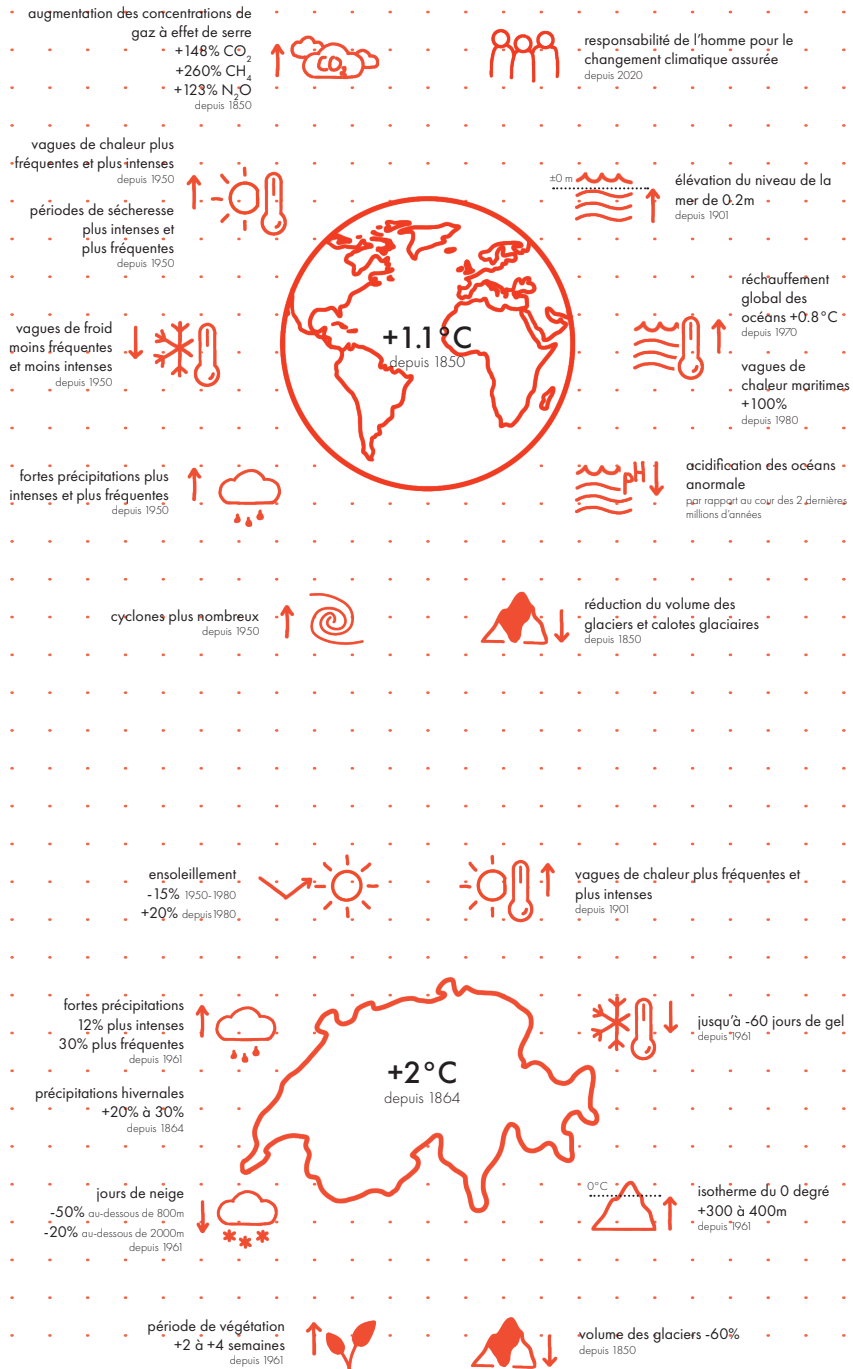 augmentation des concentrations de
gaz à effet de serre
+148% CO2
+260% CH4
+123% N2O
depuis 1850
CO2
responsabilité de l'homme pour le
changement climatique assurée
depuis 2020
vagues de chaleur plus
fréquentes et plus intenses
depuis 1950
périodes de sécheresse
plus intenses et
plus fréquentes
depuis 1950
±0 m
élévation du niveau de la
mer de 0.2m
depuis 1901
vagues de froid
moins fréquentes
et moins intenses
depuis 1950
+1.1°C
depuis 1850
réchauffement
global des
océans +0.8°C
depuis 1970
vagues de
chaleur maritimes
+100%
depuis 1980
fortes précipitations plus
intenses et plus fréquentes
depuis 1950
pH
acidification des océans
anormale
par rapport au cour des 2 dernières
millions d'années
cyclones plus nombreux
depuis 1950
réduction du volume des
glaciers et calotes glaciaires
depuis 1850
ensoleillement
-15% 1950-1980
+20% depuis1980
vagues de chaleur plus fréquentes et
plus intenses
depuis 1901
fortes précipitations
12% plus intenses
30% plus fréquentes
depuis 1961
précipitations hivernales
+20% à 30%
depuis 1864
+2°C
depuis 1864
jusqu'à -60 jours de gel
depuis 1961
jours de neige
-50% au-dessous de 800m
-20% au-dessous de 2000m
depuis 1961
0°C
isotherme du 0 degré
+300 à 400m
depuis 1961
période de végétation
+2 à +4 semaines
depuis 1961
volume des glaciers -60%
depuis 1850